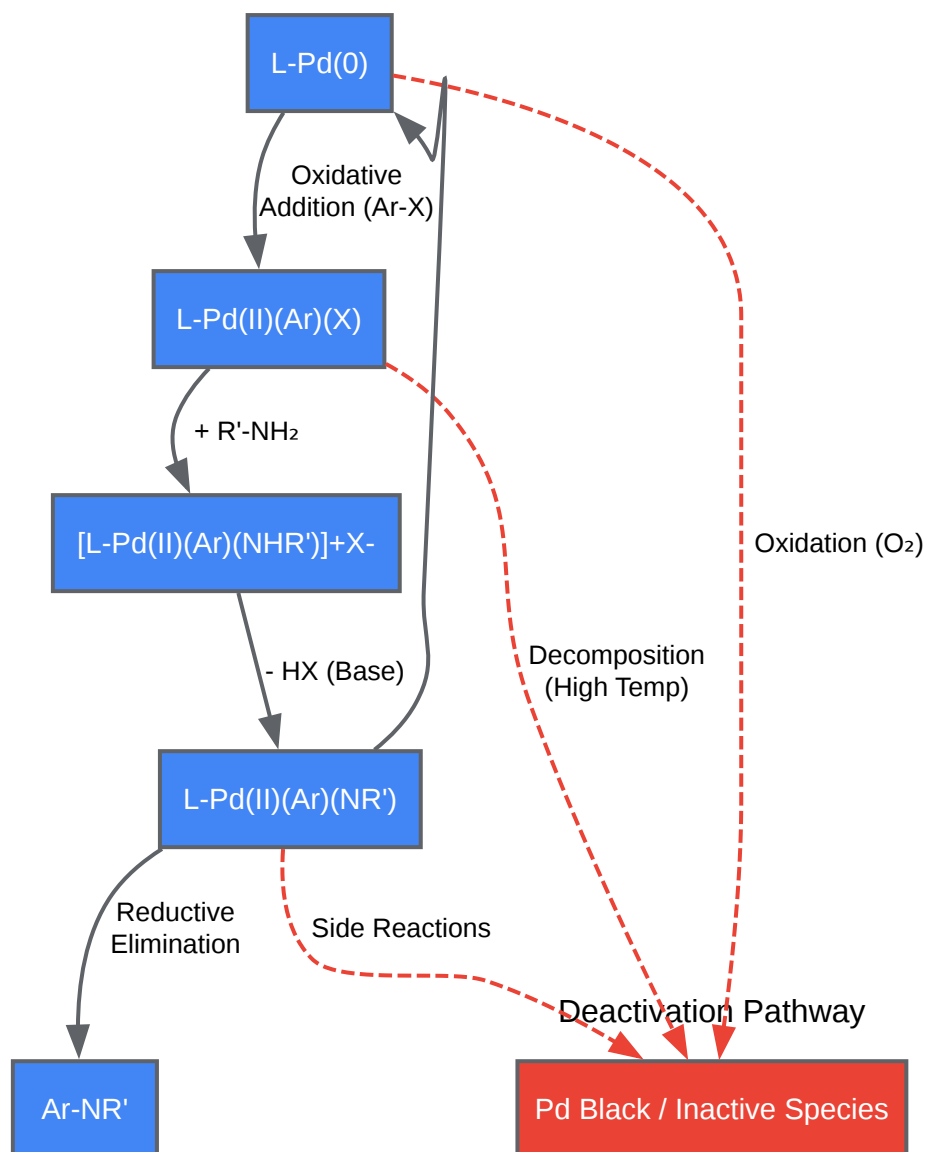 L-Pd(0)
Oxidative
Addition (Ar-X)
L-Pd(II)(Ar)(X)
+ R'-NH₂
[L-Pd(II)(Ar)(NHR')]+X-
Oxidation (O₂)
Decomposition
(High Temp)
- HX (Base)
L-Pd(II)(Ar)(NR')
Reductive
Elimination
Side Reactions
Deactivation Pathway
Ar-NR'
Pd Black / Inactive Species